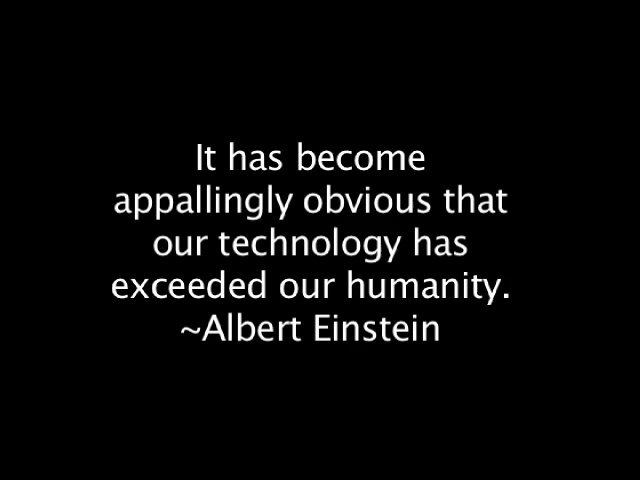 It has become
appallingly obvious that
our technology has
exceeded our humanity.
~Albert Einstein